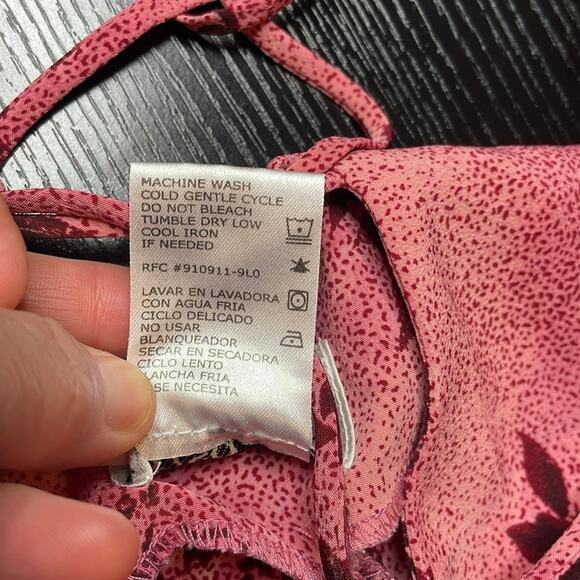 MACHINE WASH
COLD GENTLE CYCLE
DO NOT BLEACH
TUMBLE DRY LOW
COOL IRON
IF NEEDED
RFC #910911-9L0
LAVAR EN LAVADORA
CON AGUA FRIA
CICLO DELICADO
NO USAR
BLANQUEADOR
SECAR EN SECADORA
CICLO LENTO
PLANCHA FRIA
SE NECESITA